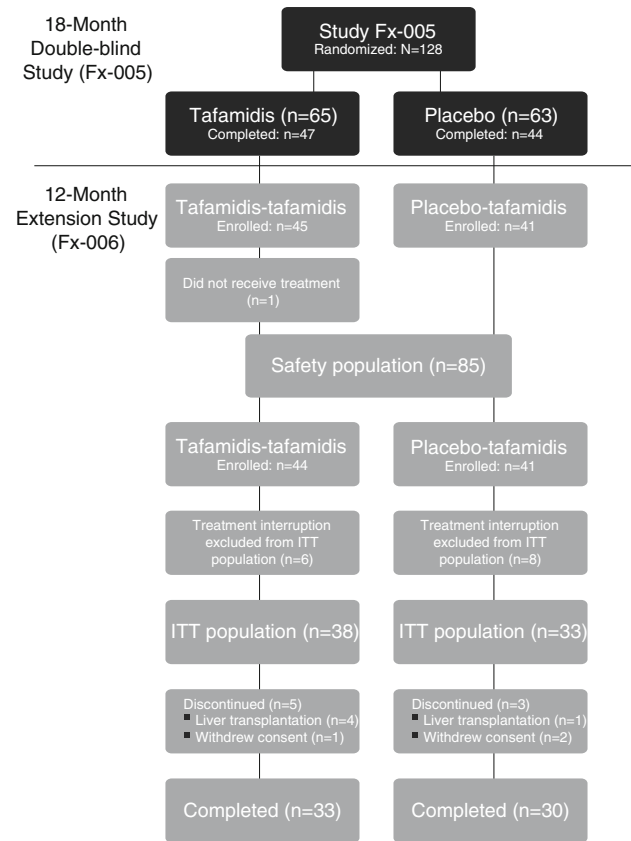 18-Month
Double-blind
Study (Fx-005)
Study Fx-005
Randomized: N=128
Tafamidis (n=65)
Completed: n=47
Placebo (n=63)
Completed: n=44
12-Month
Extension Study
(Fx-006)
Tafamidis-tafamidis
Enrolled: n=45
Placebo-tafamidis
Enrolled: n=41
Did not receive treatment
(n=1)
Safety population (n=85)
Tafamidis-tafamidis
Enrolled: n=44
Placebo-tafamidis
Enrolled: n=41
Treatment interruption
excluded from ITT
population (n=6)
Treatment interruption
excluded from ITT
population (n=8)
ITT population (n=38)
ITT population (n=33)
Discontinued (n=5)
▪ Liver transplantation (n=4)
▪ Withdrew consent (n=1)
Discontinued (n=3)
▪ Liver transplantation (n=1)
▪ Withdrew consent (n=2)
Completed (n=33)
Completed (n=30)